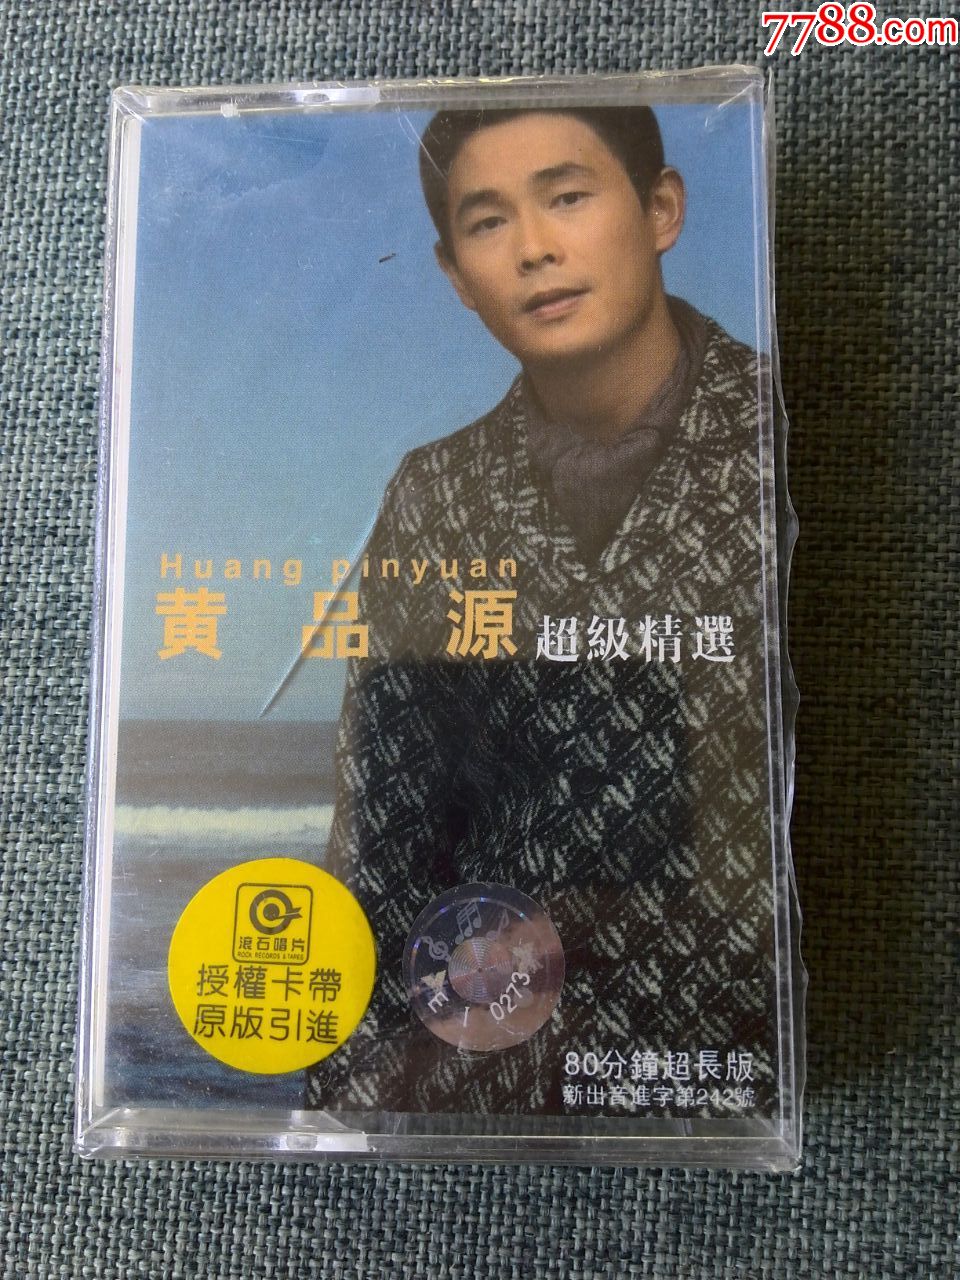 7788.com
Huang pinyuan
黄品源 超級精選
滾石唱片
ROCK RECORDS & TAPES
授權卡帶
原版引進
E / 0273
80分鐘超長版
新出音進字第242號